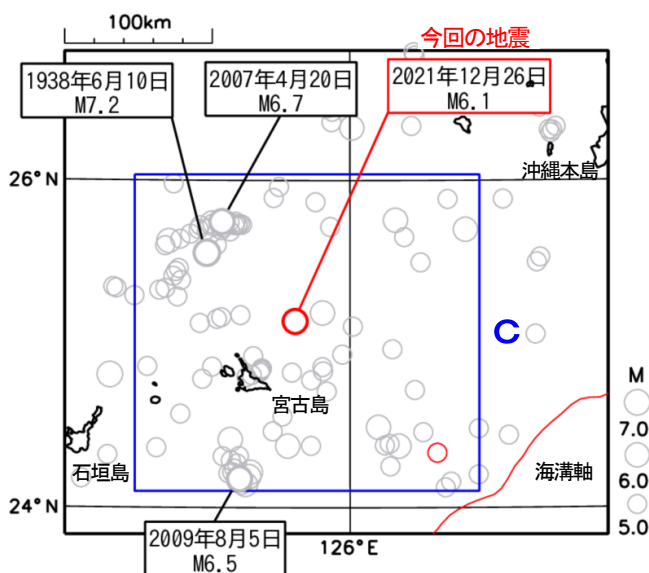 100km
今回の地震
1938年6月10日
M7.2
2007年4月20日
M6.7
2021年12月26日
M6.1
沖縄本島
26°N
C
宮古島
M
7.0
石垣島
海溝軸
6.0
24°N
5.0
2009年8月5日
M6.5
126°E